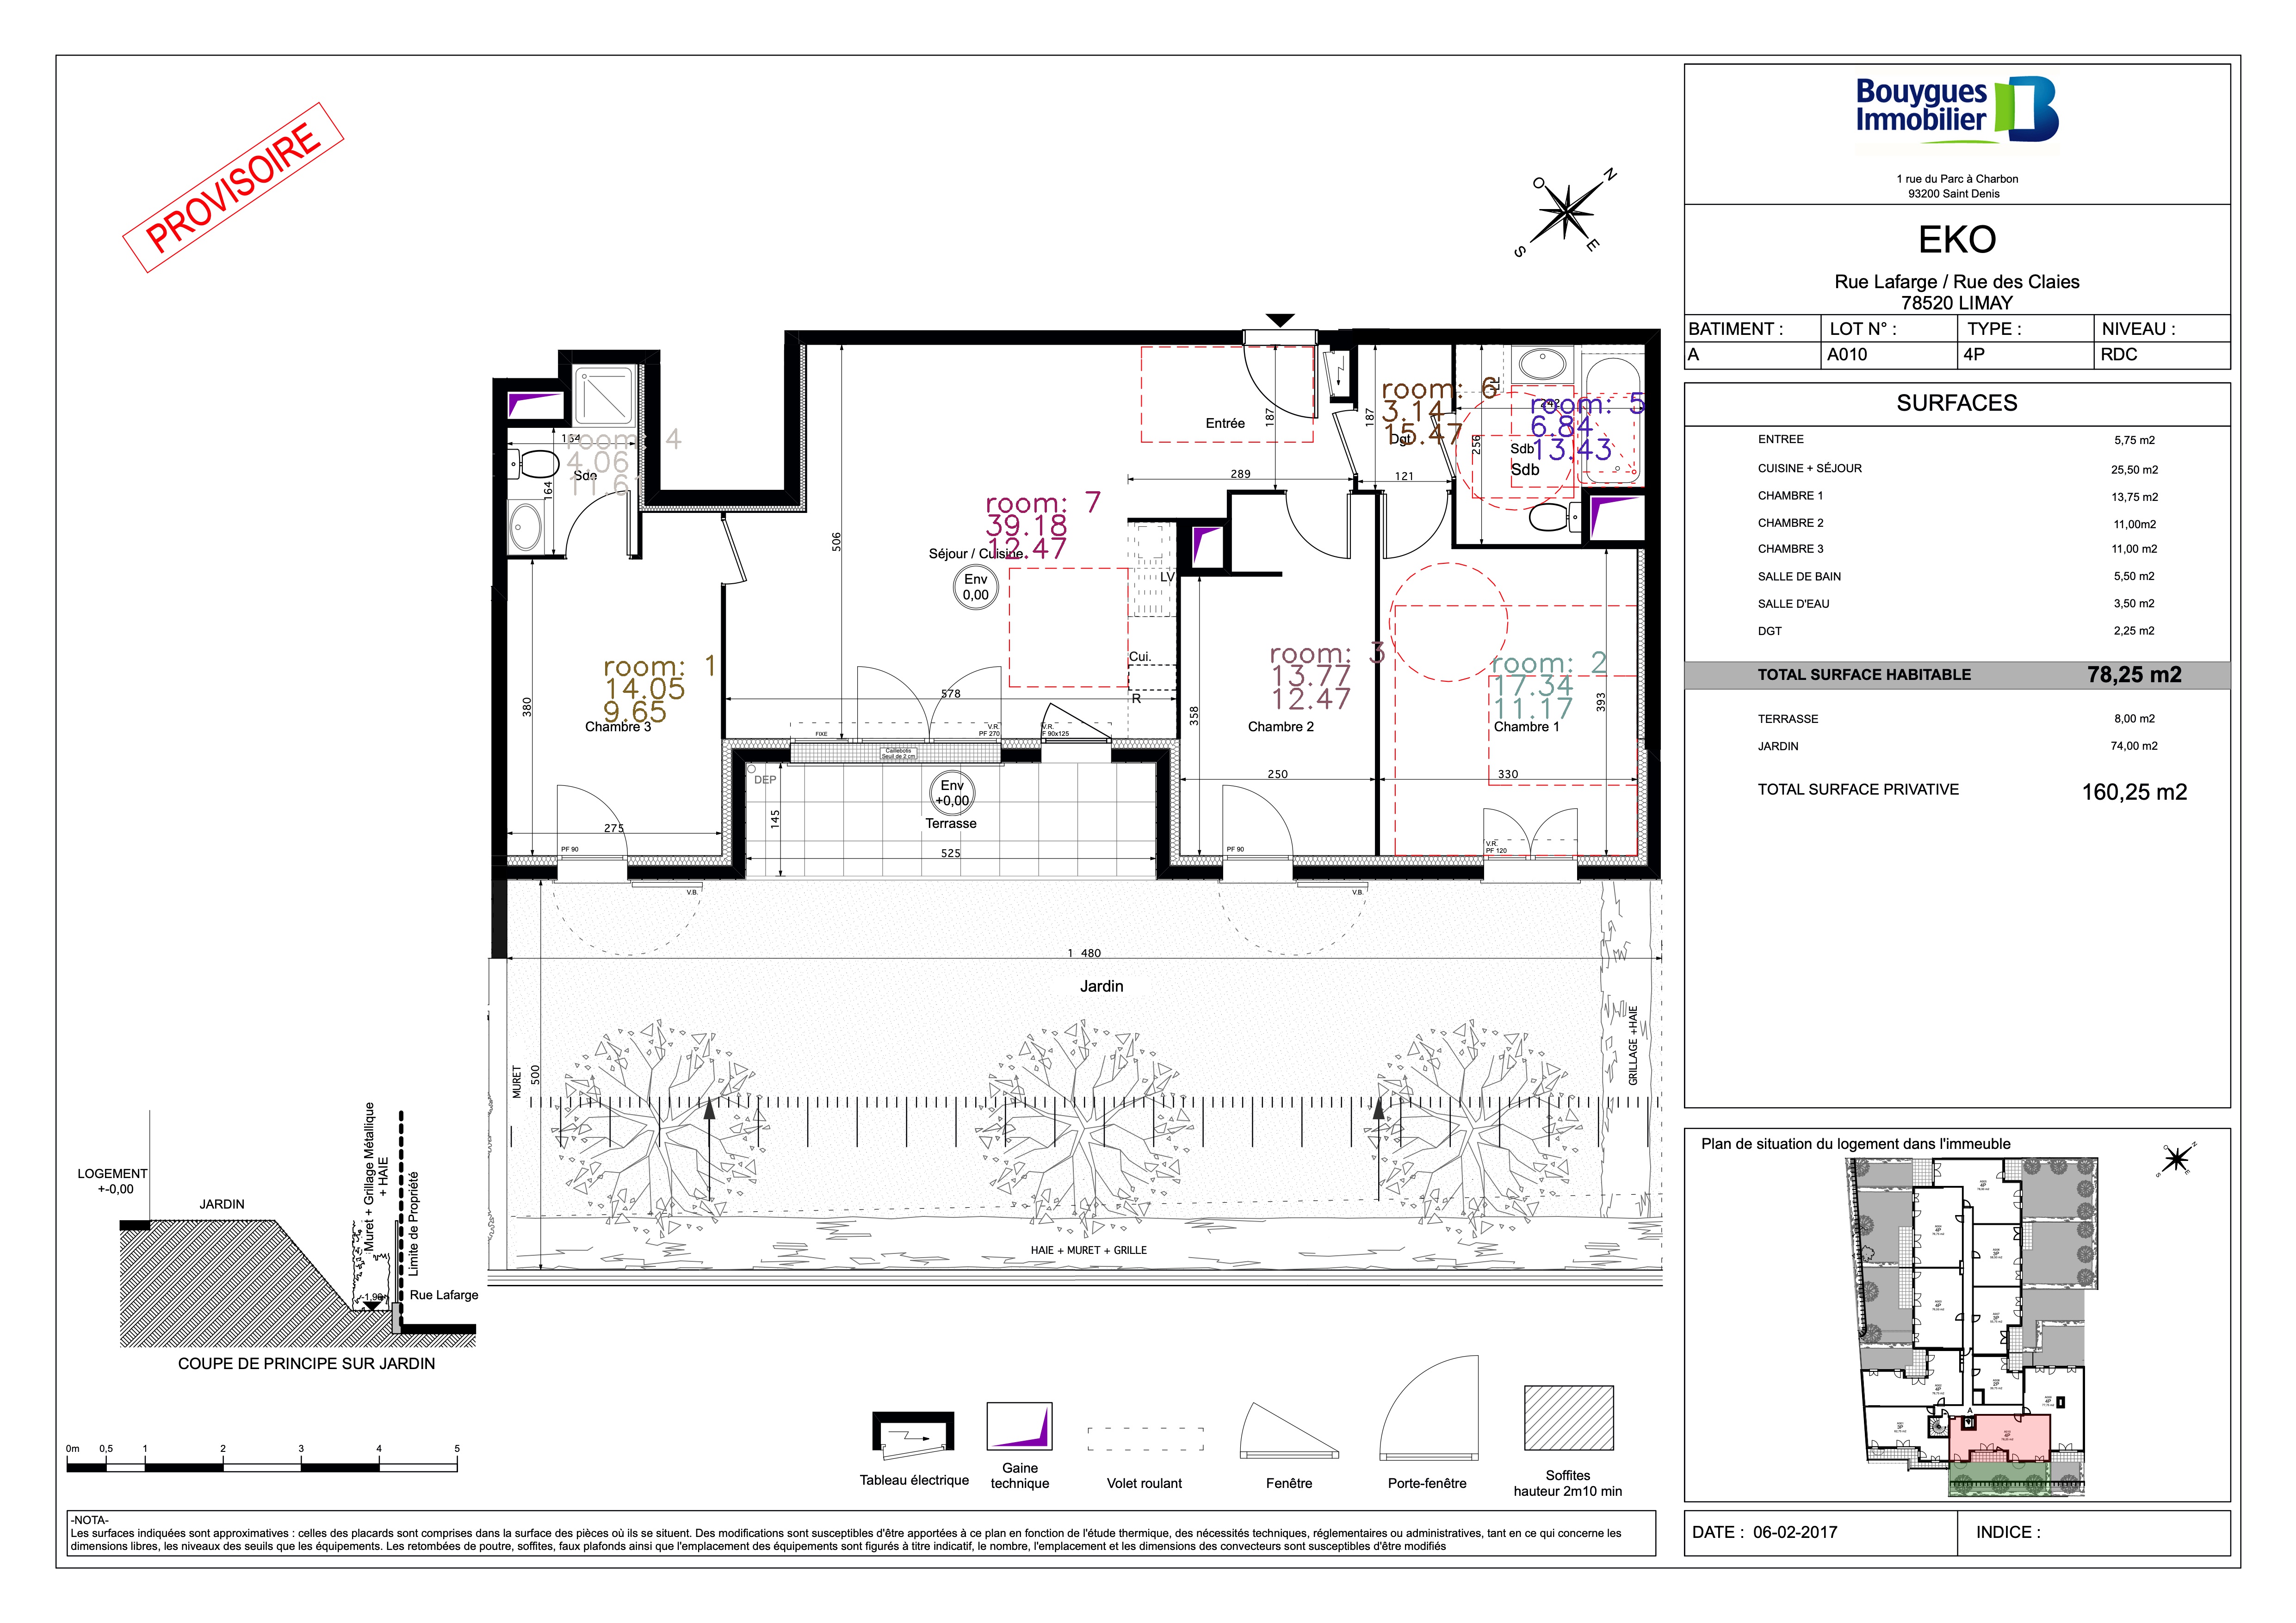 PROVISOIRE
N
O
E
S
Bouygues
Immobilier
1 rue du Parc à Charbon
93200 Saint Denis
EKO
Rue Lafarge / Rue des Claies
78520 LIMAY
BATIMENT :
LOT N° :
TYPE :
NIVEAU :
A
A010
4P
RDC
SURFACES
ENTREE 5,75 m2
CUISINE + SÉJOUR 25,50 m2
CHAMBRE 1 13,75 m2
CHAMBRE 2 11,00m2
CHAMBRE 3 11,00 m2
SALLE DE BAIN 5,50 m2
SALLE D'EAU 3,50 m2
DGT 2,25 m2
TOTAL SURFACE HABITABLE 78,25 m2
TERRASSE 8,00 m2
JARDIN 74,00 m2
TOTAL SURFACE PRIVATIVE 160,25 m2
Entrée
187
289
187
121
room: 6
3.14
15.47
Dgt
LL
256
242
room: 5
6.84
13.43
Sdb
Sdb
164
room: 4
4.06
Sde
164
room: 7
39.18
12.47
Séjour / Cuisine
506
Env
0,00
LV
Cui.
R
578
FIXE
V.R.
PF 270
V.R.
F 90x125
Caillebotis
Seuil de 2 cm
room: 1
14.05
9.65
Chambre 3
380
275
PF 90
V.B.
DEP
Env
+0,00
Terrasse
145
525
room: 3
13.77
12.47
Chambre 2
358
250
PF 90
V.B.
room: 2
17.34
11.17
Chambre 1
393
330
V.R.
PF 120
1 480
Jardin
MURET
500
GRILLAGE +HAIE
HAIE + MURET + GRILLE
LOGEMENT
+-0,00
JARDIN
Muret + Grillage Métallique
+ HAIE
Limite de Propriété
-1,90
Rue Lafarge
COUPE DE PRINCIPE SUR JARDIN
0m 0,5 1 2 3 4 5
Tableau électrique
Gaine
technique
Volet roulant
Fenêtre
Porte-fenêtre
Soffites
hauteur 2m10 min
Plan de situation du logement dans l'immeuble
A
-NOTA-
Les surfaces indiquées sont approximatives : celles des placards sont comprises dans la surface des pièces où ils se situent. Des modifications sont susceptibles d'être apportées à ce plan en fonction de l'étude thermique, des nécessités techniques, réglementaires ou administratives, tant en ce qui concerne les
dimensions libres, les niveaux des seuils que les équipements. Les retombées de poutre, soffites, faux plafonds ainsi que l'emplacement des équipements sont figurés à titre indicatif, le nombre, l'emplacement et les dimensions des convecteurs sont susceptibles d'être modifiés
DATE : 06-02-2017
INDICE :